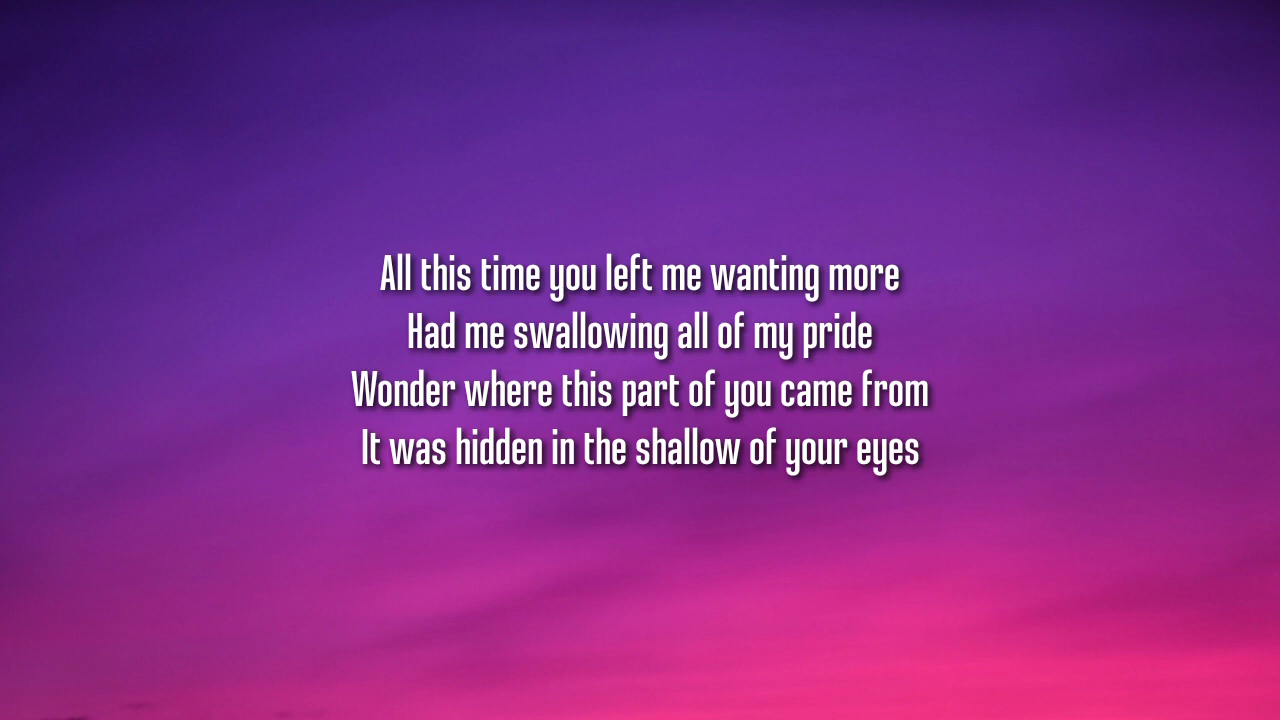 All this time you left me wanting more
Had me swallowing all of my pride
Wonder where this part of you came from
It was hidden in the shallow of your eyes